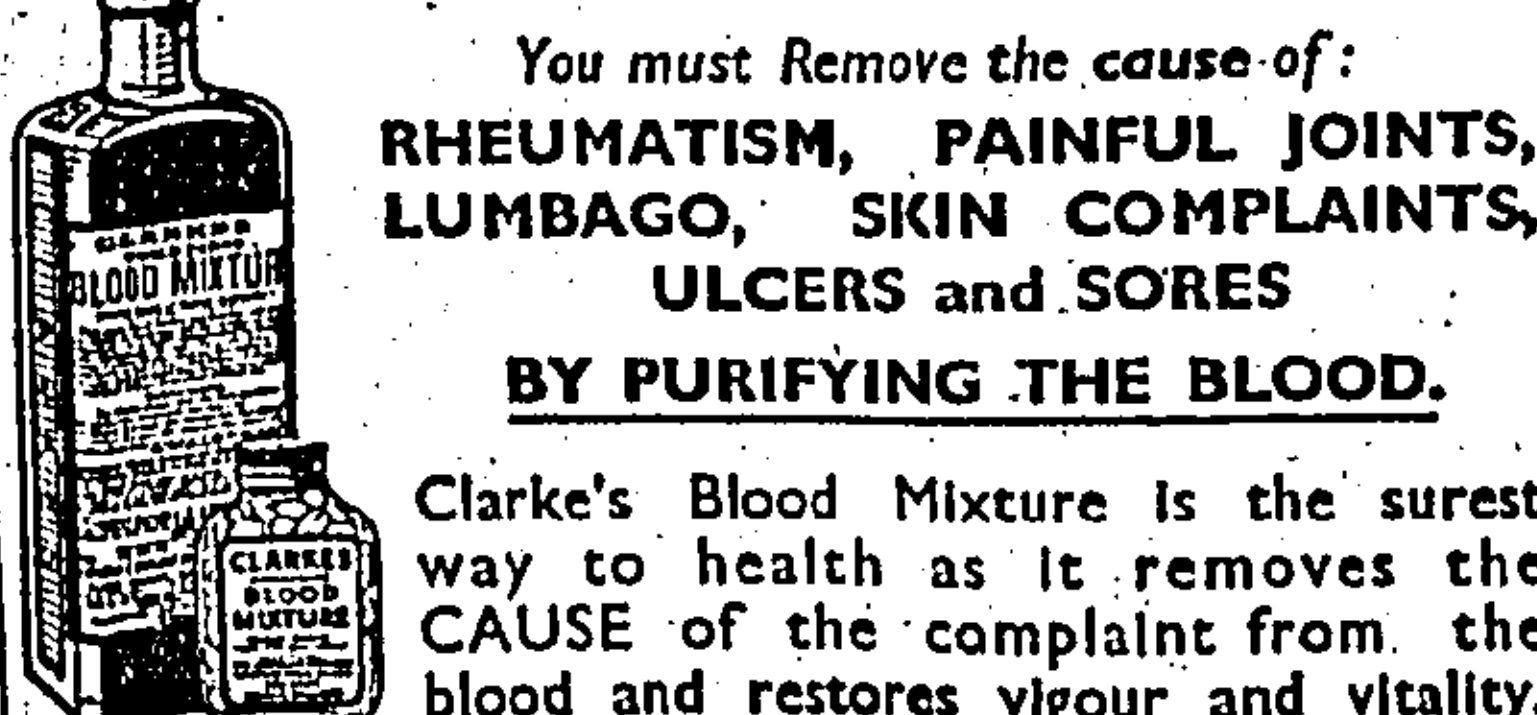 You must Remove the cause of:
RHEUMATISM, PAINFUL JOINTS,
LUMBAGO, SKIN COMPLAINTS,
ULCERS and SORES
BY PURIFYING THE BLOOD.
CLARKES
BLOOD MIXTUR
Clarke's Blood Mixture is the surest
way to health as it removes the
CAUSE of the complaint from the
blood and restores vigour and vitality.
CLARKES
BLOOD
MIXTURE